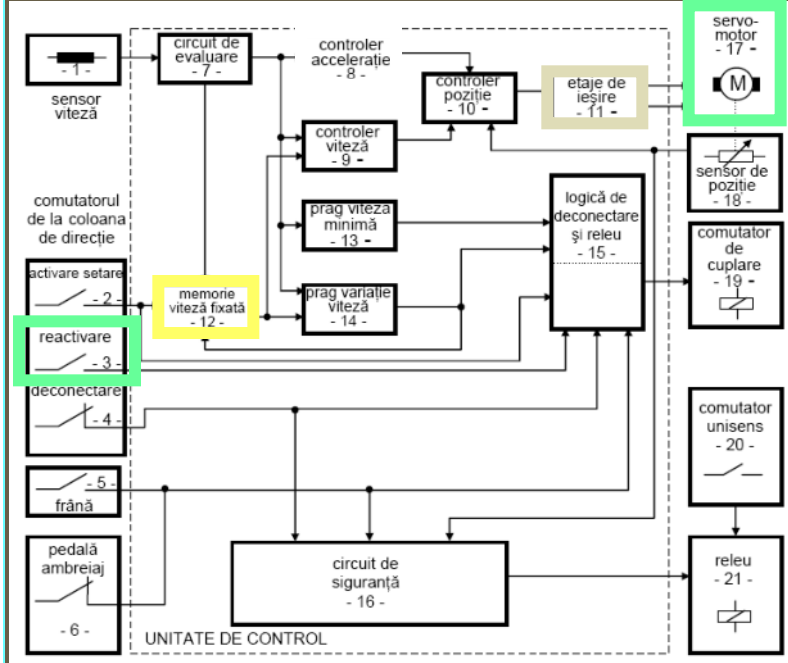 sensor
viteză
- 1 -
circuit de
evaluare
- 7 -
controler
accelerație
- 8 -
controler
poziție
- 10 -
etaje de
ieșire
- 11 -
servo-
motor
- 17 -
M
controler
viteză
- 9 -
sensor de
poziție
- 18 -
comutatorul
de la coloana
de direcție
prag viteza
minimă
- 13 -
logică de
deconectare
și releu
- 15 -
comutator
de
cuplare
- 19 -
activare setare
- 2 -
memorie
viteză fixată
- 12 -
prag variație
viteză
- 14 -
reactivare
- 3 -
deconectare
- 4 -
comutator
unisens
- 20 -
- 5 -
frână
pedală
ambreiaj
- 6 -
circuit de
siguranță
- 16 -
releu
- 21 -
UNITATE DE CONTROL